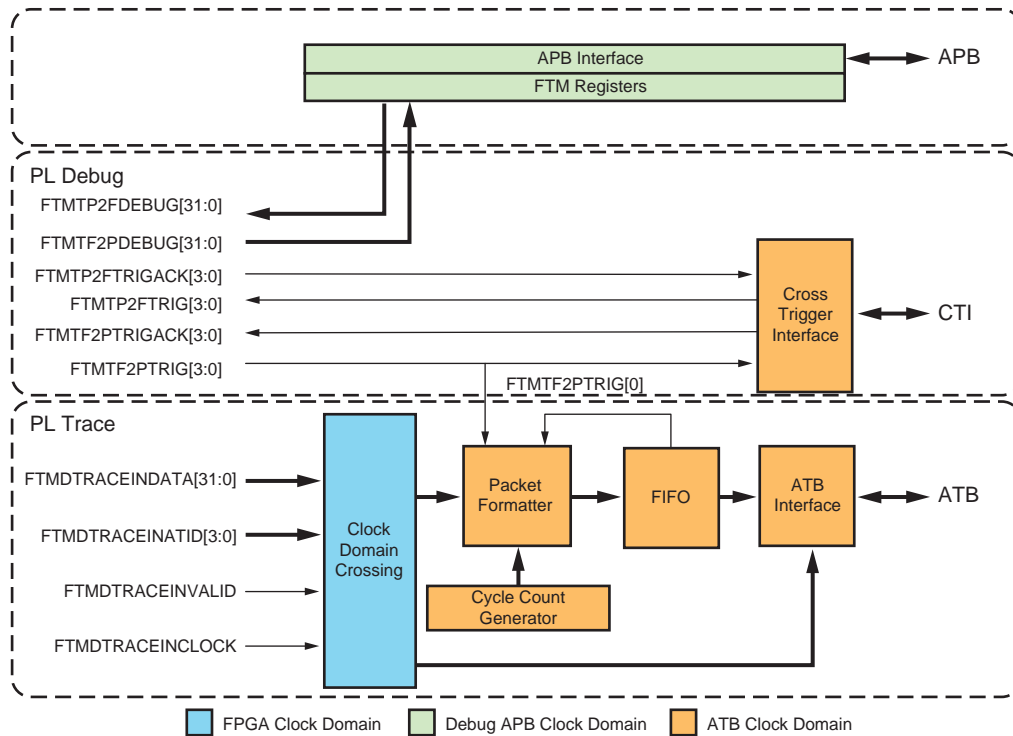 APB Interface
APB
FTM Registers
PL Debug
FTMTP2FDEBUG[31:0]
FTMTF2PDEBUG[31:0]
FTMTP2FTRIGACK[3:0]
FTMTP2FTRIG[3:0]
FTMTF2PTRIGACK[3:0]
FTMTF2PTRIG[3:0]
Cross
Trigger
Interface
CTI
FTMTF2PTRIG[0]
PL Trace
FTMDTRACEINDATA[31:0]
FTMDTRACEINATID[3:0]
FTMDTRACEINVALID
FTMDTRACEINCLOCK
Clock
Domain
Crossing
Packet
Formatter
FIFO
ATB
Interface
ATB
Cycle Count
Generator
FPGA Clock Domain
Debug APB Clock Domain
ATB Clock Domain